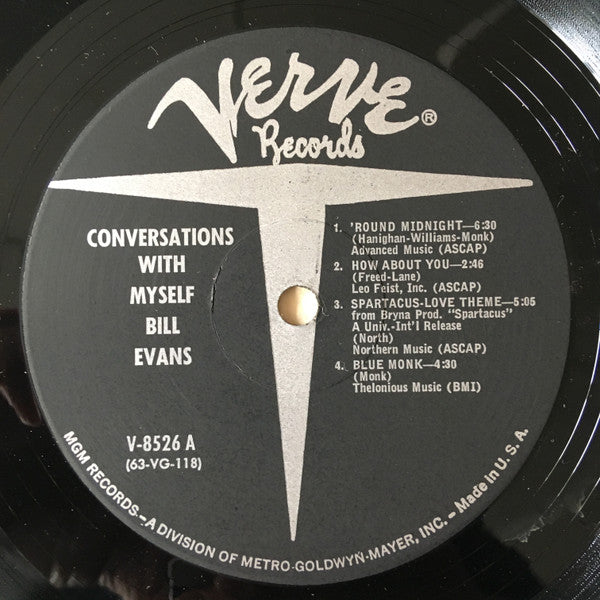 VERVE®
Records
CONVERSATIONS
WITH
MYSELF
BILL
EVANS
V-8526 A
(63-VG-118)
1. 'ROUND MIDNIGHT—6:30
(Hanighan-Williams-Monk)
Advanced Music (ASCAP)
2. HOW ABOUT YOU—2:46
(Freed-Lane)
Leo Feist, Inc. (ASCAP)
3. SPARTACUS-LOVE THEME—5:05
from Bryna Prod. "Spartacus"
A Univ.-Int'l Release
(North)
Northern Music (ASCAP)
4. BLUE MONK—4:30
(Monk)
Thelonious Music (BMI)
MGM RECORDS—A DIVISION OF METRO-GOLDWYN-MAYER, INC.—Made in U. S. A.